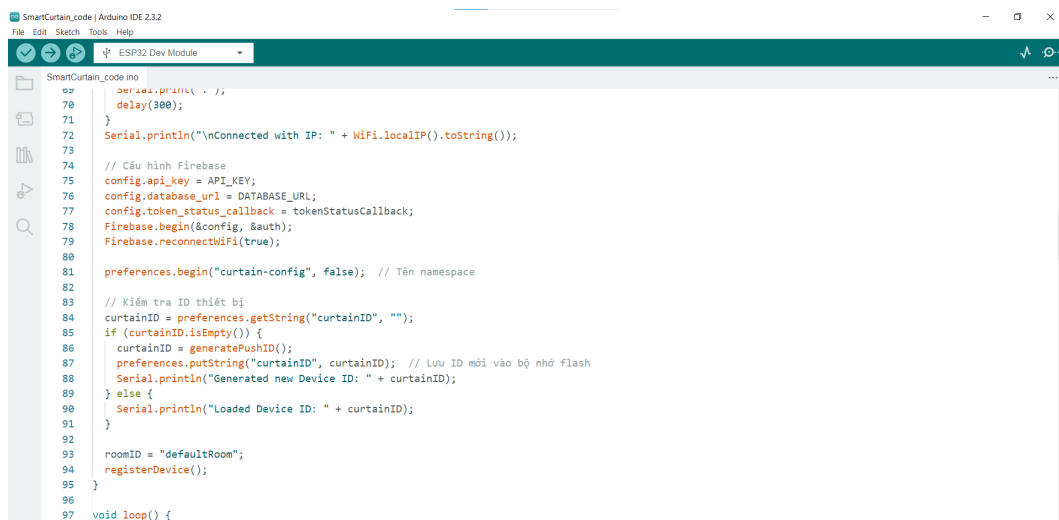 SmartCurtain_code | Arduino IDE 2.3.2
File Edit Sketch Tools Help
ESP32 Dev Module
SmartCurtain_code.ino
69 Serial.print(".");
70 delay(300);
71 }
72 Serial.println("\nConnected with IP: " + WiFi.localIP().toString());
73
74 // Cấu hình Firebase
75 config.api_key = API_KEY;
76 config.database_url = DATABASE_URL;
77 config.token_status_callback = tokenStatusCallback;
78 Firebase.begin(&config, &auth);
79 Firebase.reconnectWiFi(true);
80
81 preferences.begin("curtain-config", false); // Tên namespace
82
83 // Kiểm tra ID thiết bị
84 curtainID = preferences.getString("curtainID", "");
85 if (curtainID.isEmpty()) {
86 curtainID = generatePushID();
87 preferences.putString("curtainID", curtainID); // Lưu ID mới vào bộ nhớ flash
88 Serial.println("Generated new Device ID: " + curtainID);
89 } else {
90 Serial.println("Loaded Device ID: " + curtainID);
91 }
92
93 roomID = "defaultRoom";
94 registerDevice();
95 }
96
97 void loop() {